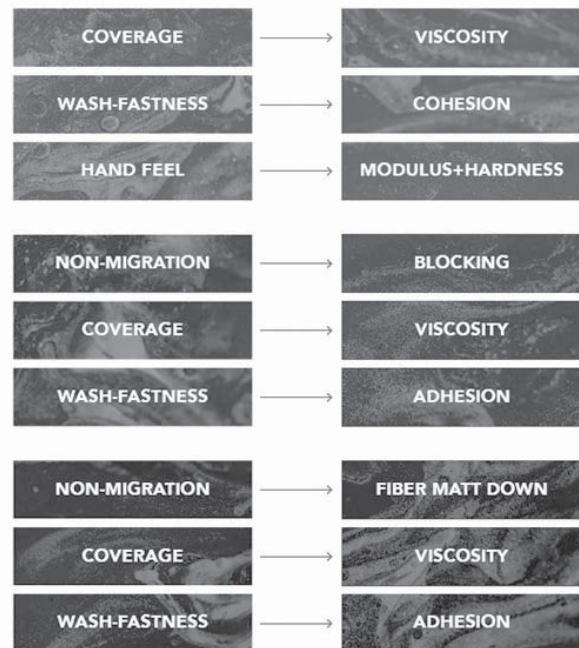 COVERAGE VISCOSITY
WASH-FASTNESS COHESION
HAND FEEL MODULUS+HARDNESS
NON-MIGRATION BLOCKING
COVERAGE VISCOSITY
WASH-FASTNESS ADHESION
NON-MIGRATION FIBER MATT DOWN
COVERAGE VISCOSITY
WASH-FASTNESS ADHESION